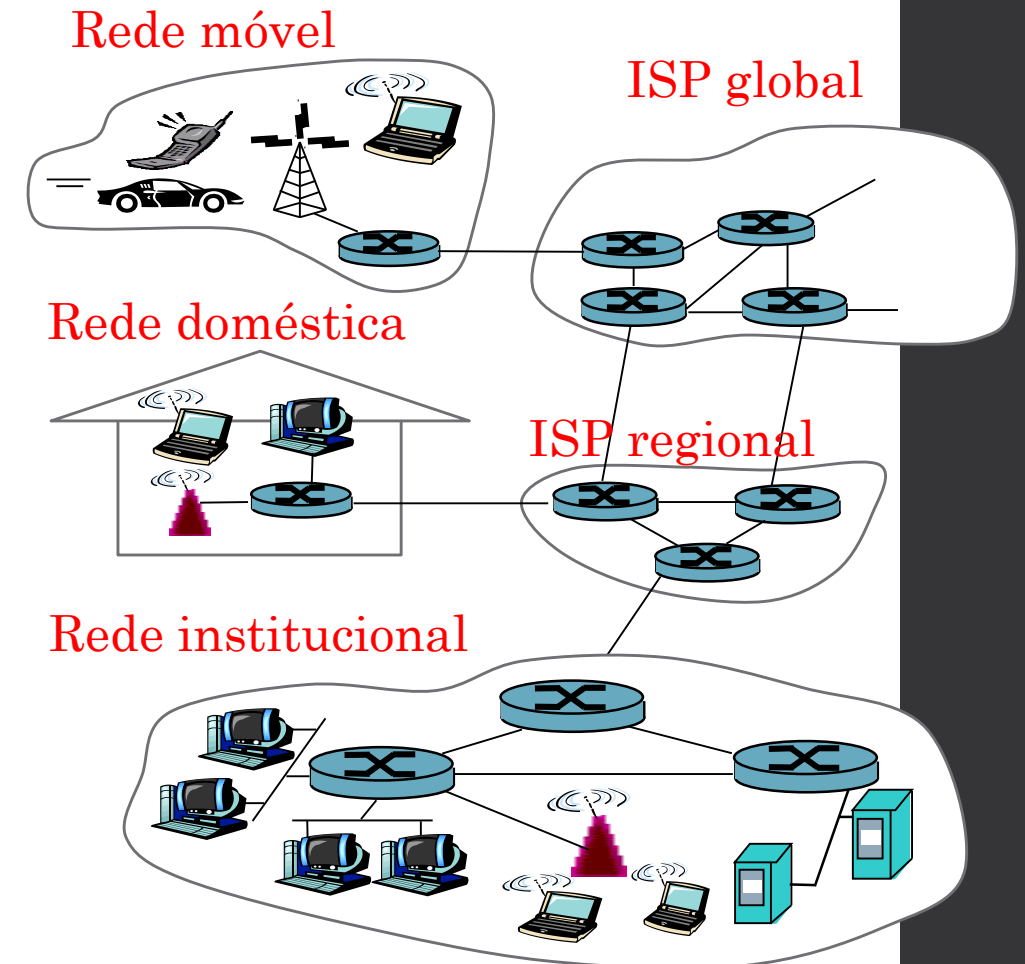 Rede móvel
ISP global
Rede doméstica
ISP regional
Rede institucional